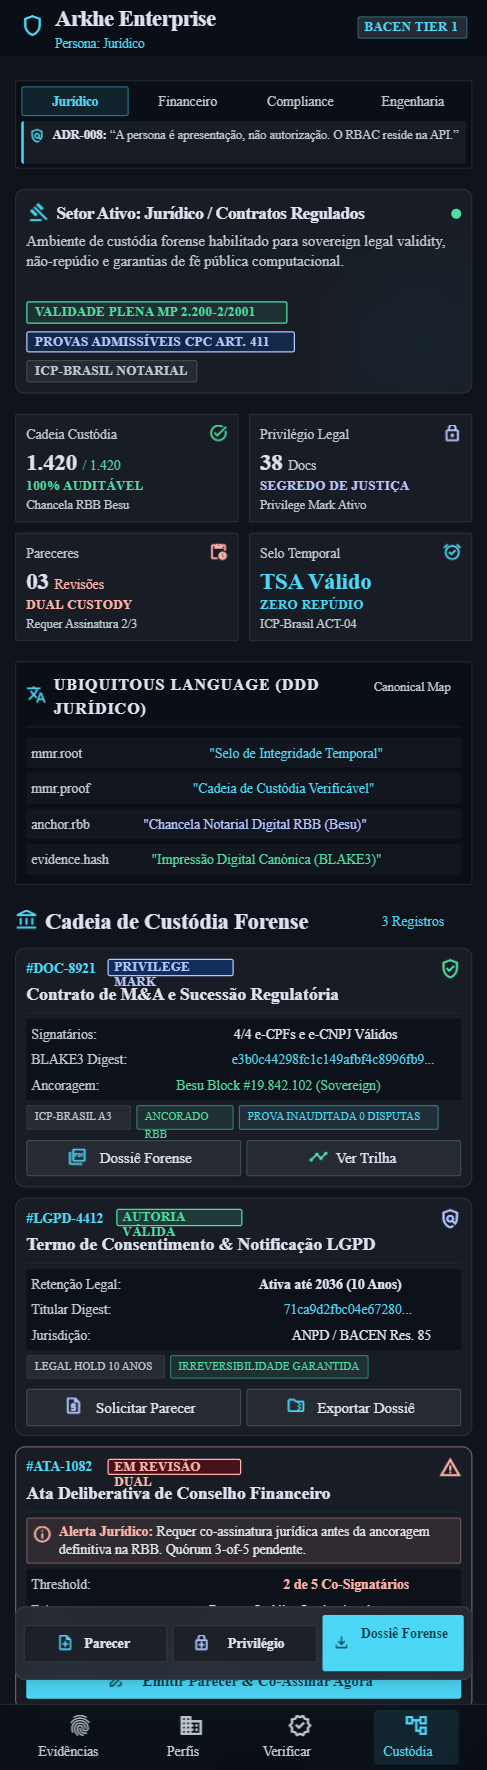 Arkhe Enterprise
Persona: Jurídico
BACEN TIER 1
Jurídico
Financeiro
Compliance
Engenharia
ADR-008: “A persona é apresentação, não autorização. O RBAC reside na API.”
Setor Ativo: Jurídico / Contratos Regulados
Ambiente de custódia forense habilitado para sovereign legal validity,
não-repúdio e garantias de fé pública computacional.
VALIDADE PLENA MP 2.200-2/2001
PROVAS ADMISSÍVEIS CPC ART. 411
ICP-BRASIL NOTARIAL
Cadeia Custódia
1.420 / 1.420
100% AUDITÁVEL
Chancela RBB Besu
Privilégio Legal
38 Docs
SEGREDO DE JUSTIÇA
Privilege Mark Ativo
Pareceres
03 Revisões
DUAL CUSTODY
Requer Assinatura 2/3
Selo Temporal
TSA Válido
ZERO REPÚDIO
ICP-Brasil ACT-04
UBIQUITOUS LANGUAGE (DDD
JURÍDICO)
Canonical Map
mmr.root "Selo de Integridade Temporal"
mmr.proof "Cadeia de Custódia Verificável"
anchor.rbb "Chancela Notarial Digital RBB (Besu)"
evidence.hash "Impressão Digital Canônica (BLAKE3)"
Cadeia de Custódia Forense
3 Registros
#DOC-8921
PRIVILEGE
MARK
Contrato de M&A e Sucessão Regulatória
Signatários: 4/4 e-CPFs e e-CNPJ Válidos
BLAKE3 Digest: e3b0c44298fc1c149afbf4c8996fb9...
Ancoragem: Besu Block #19.842.102 (Sovereign)
ICP-BRASIL A3
ANCORADO
RBB
PROVA INAUDITADA 0 DISPUTAS
Dossiê Forense
Ver Trilha
#LGPD-4412
AUTORIA
VÁLIDA
Termo de Consentimento & Notificação LGPD
Retenção Legal: Ativa até 2036 (10 Anos)
Titular Digest: 71ca9d2fbc04e67280...
Jurisdição: ANPD / BACEN Res. 85
LEGAL HOLD 10 ANOS
IRREVERSIBILIDADE GARANTIDA
Solicitar Parecer
Exportar Dossiê
#ATA-1082
EM REVISÃO
DUAL
Ata Deliberativa de Conselho Financeiro
Alerta Jurídico: Requer co-assinatura jurídica antes da ancoragem
definitiva na RBB. Quórum 3-of-5 pendente.
Threshold: 2 de 5 Co-Signatários
Parecer
Privilégio
Dossiê Forense
Emitir Parecer & Co-Assinar Agora
Evidências
Perfis
Verificar
Custódia